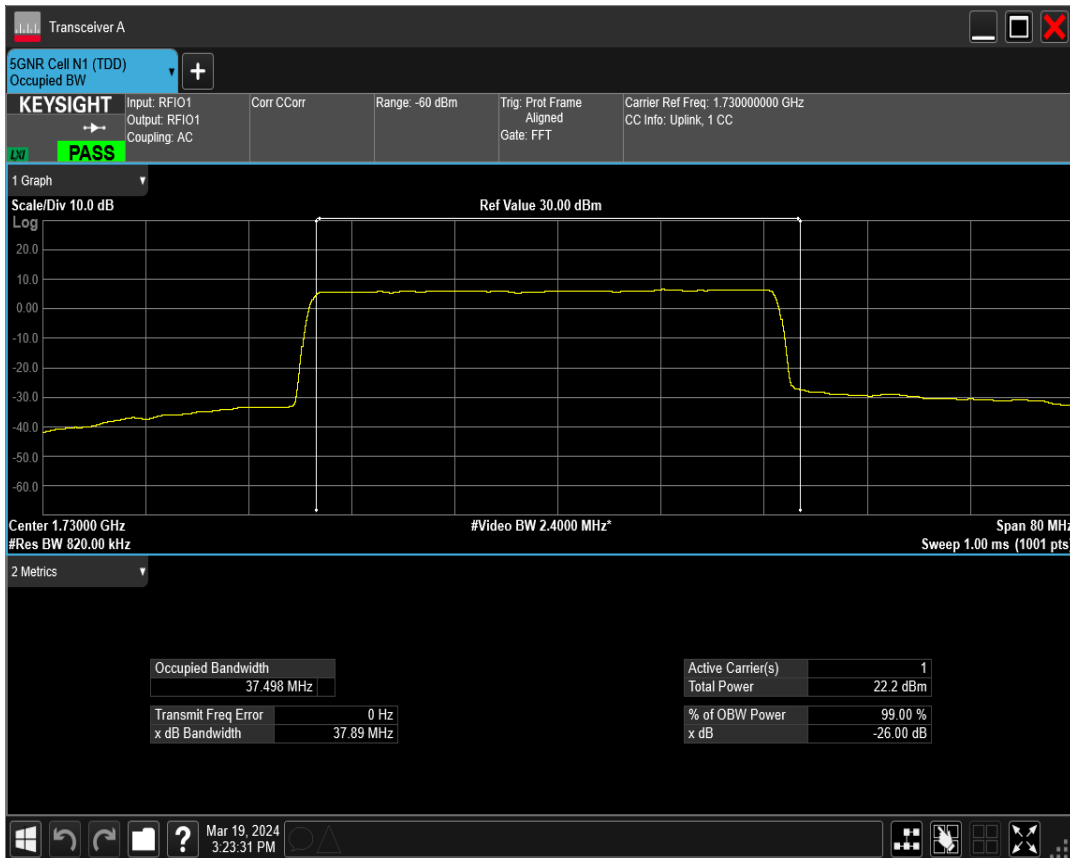 Transceiver A
5GNR Cell N1 (TDD)
Occupied BW
+
KEYSIGHT
LXI
PASS
Input: RFIO1
Output: RFIO1
Coupling: AC
Corr CCorr
Range: -60 dBm
Trig: Prot Frame
Aligned
Gate: FFT
Carrier Ref Freq: 1.730000000 GHz
CC Info: Uplink, 1 CC
1 Graph
Scale/Div 10.0 dB
Ref Value 30.00 dBm
Log
20.0
10.0
0.00
-10.0
-20.0
-30.0
-40.0
-50.0
-60.0
Center 1.73000 GHz
#Video BW 2.4000 MHz*
Span 80 MHz
#Res BW 820.00 kHz
Sweep 1.00 ms (1001 pts)
2 Metrics
Occupied Bandwidth
37.498 MHz
Transmit Freq Error 0 Hz
x dB Bandwidth 37.89 MHz
Active Carrier(s) 1
Total Power 22.2 dBm
% of OBW Power 99.00 %
x dB -26.00 dB
?
Mar 19, 2024
3:23:31 PM